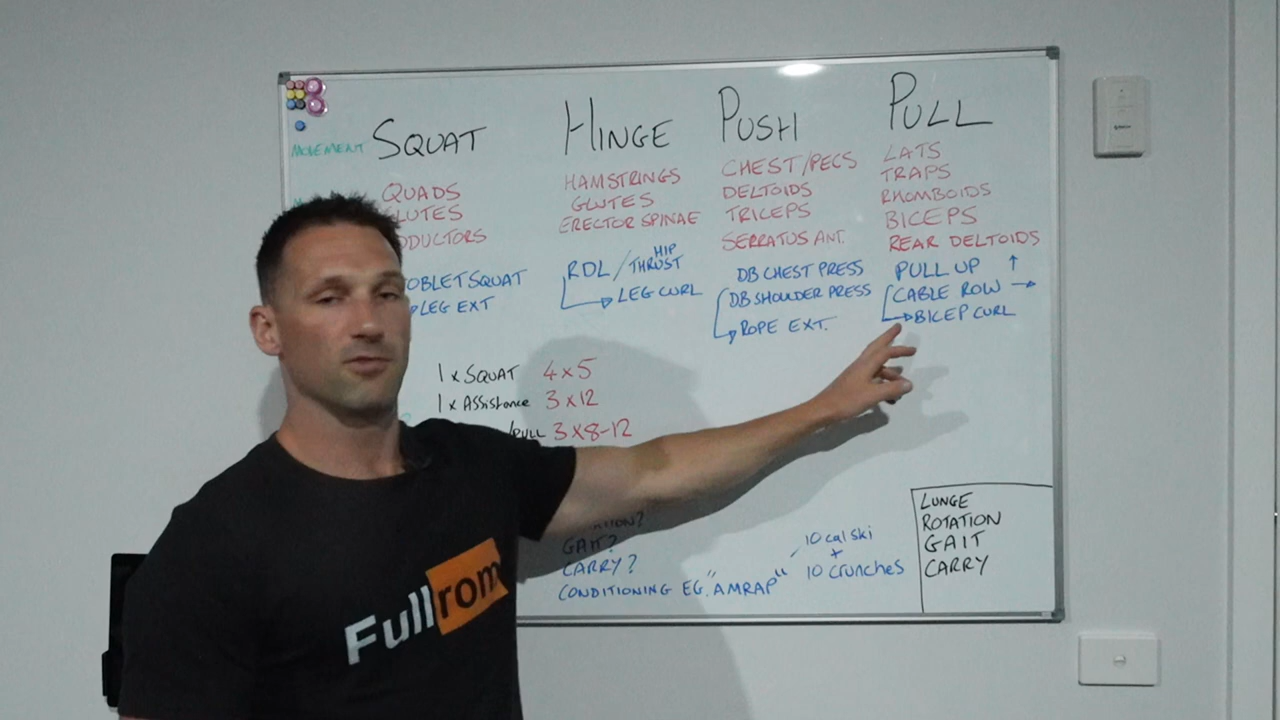 MOVEMENT SQUAT HINGE PUSH PULL
QUADS
GLUTES
ADDUCTORS
HAMSTRINGS
GLUTES
ERECTOR SPINAE
CHEST/PECS
DELTOIDS
TRICEPS
SERRATUS ANT.
LATS
TRAPS
RHOMBOIDS
BICEPS
REAR DELTOIDS
GOBLET SQUAT
LEG EXT
RDL / HIP THRUST
LEG CURL
DB CHEST PRESS
DB SHOULDER PRESS
ROPE EXT.
PULL UP ↑
CABLE ROW →
BICEP CURL
1 x SQUAT 4 x 5
1 x ASSISTANCE 3 x 12
/PULL 3 x 8-12
GAIT?
CARRY?
CONDITIONING EG. "AMRAP"
10 cal ski
+
10 crunches
LUNGE
ROTATION
GAIT
CARRY
Fullrom